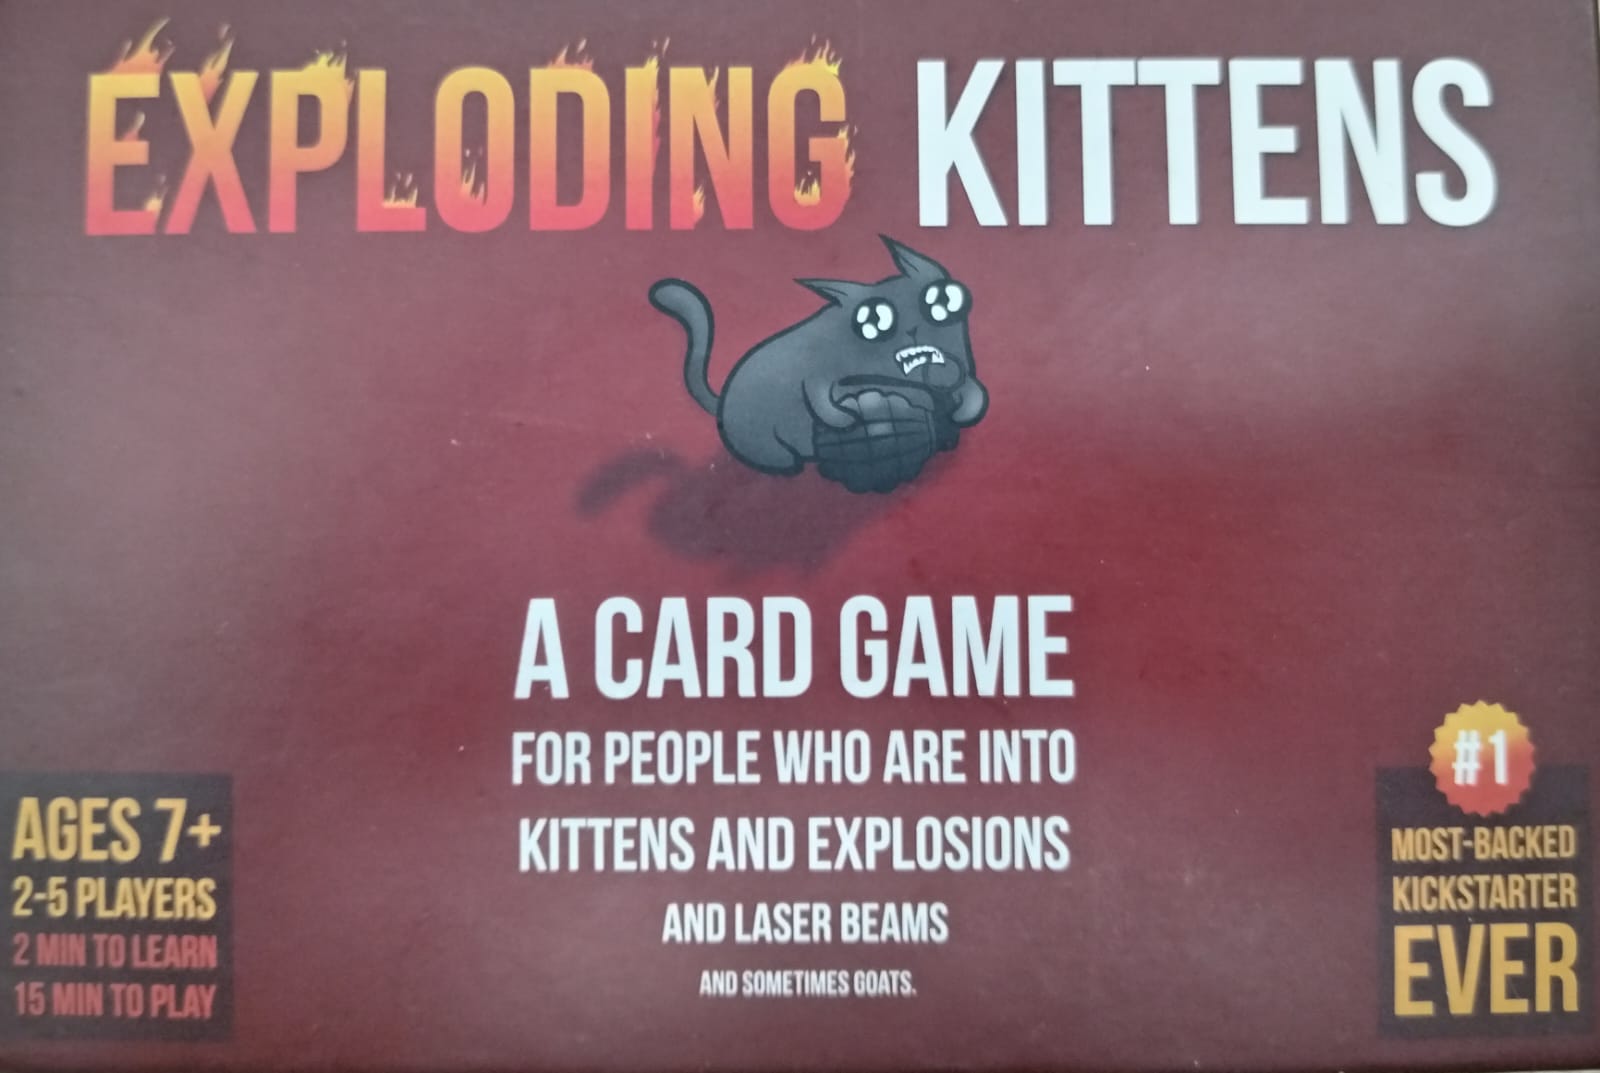 EXPLODING KITTENS
A CARD GAME
FOR PEOPLE WHO ARE INTO
KITTENS AND EXPLOSIONS
AND LASER BEAMS
AND SOMETIMES GOATS.
AGES 7+
2-5 PLAYERS
2 MIN TO LEARN
15 MIN TO PLAY
#1
MOST-BACKED
KICKSTARTER
EVER